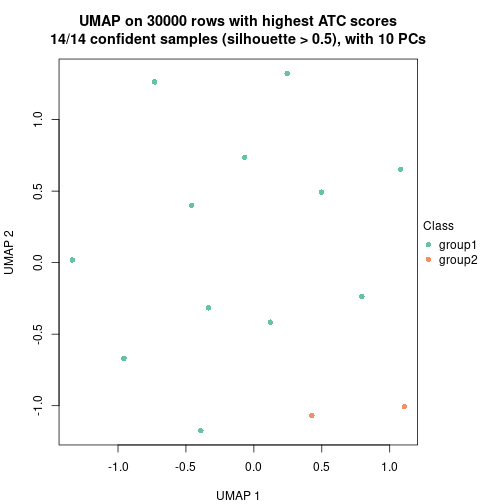 UMAP on 30000 rows with highest ATC scores
14/14 confident samples (silhouette > 0.5), with 10 PCs
1.0
0.5
0.0
-0.5
-1.0
UMAP 2
-1.0 -0.5 0.0 0.5 1.0
UMAP 1
Class
group1
group2